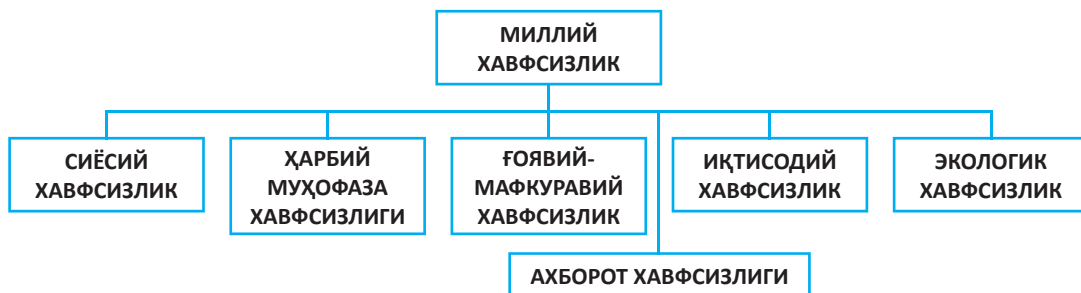 МИЛЛИЙ
ХАВФСИЗЛИК
СИЁСИЙ
ХАВФСИЗЛИК
ҲАРБИЙ
МУҲОФАЗА
ХАВФСИЗЛИГИ
ҒОЯВИЙ-
МАФКУРАВИЙ
ХАВФСИЗЛИК
ИҚТИСОДИЙ
ХАВФСИЗЛИК
ЭКОЛОГИК
ХАВФСИЗЛИК
АХБОРОТ ХАВФСИЗЛИГИ